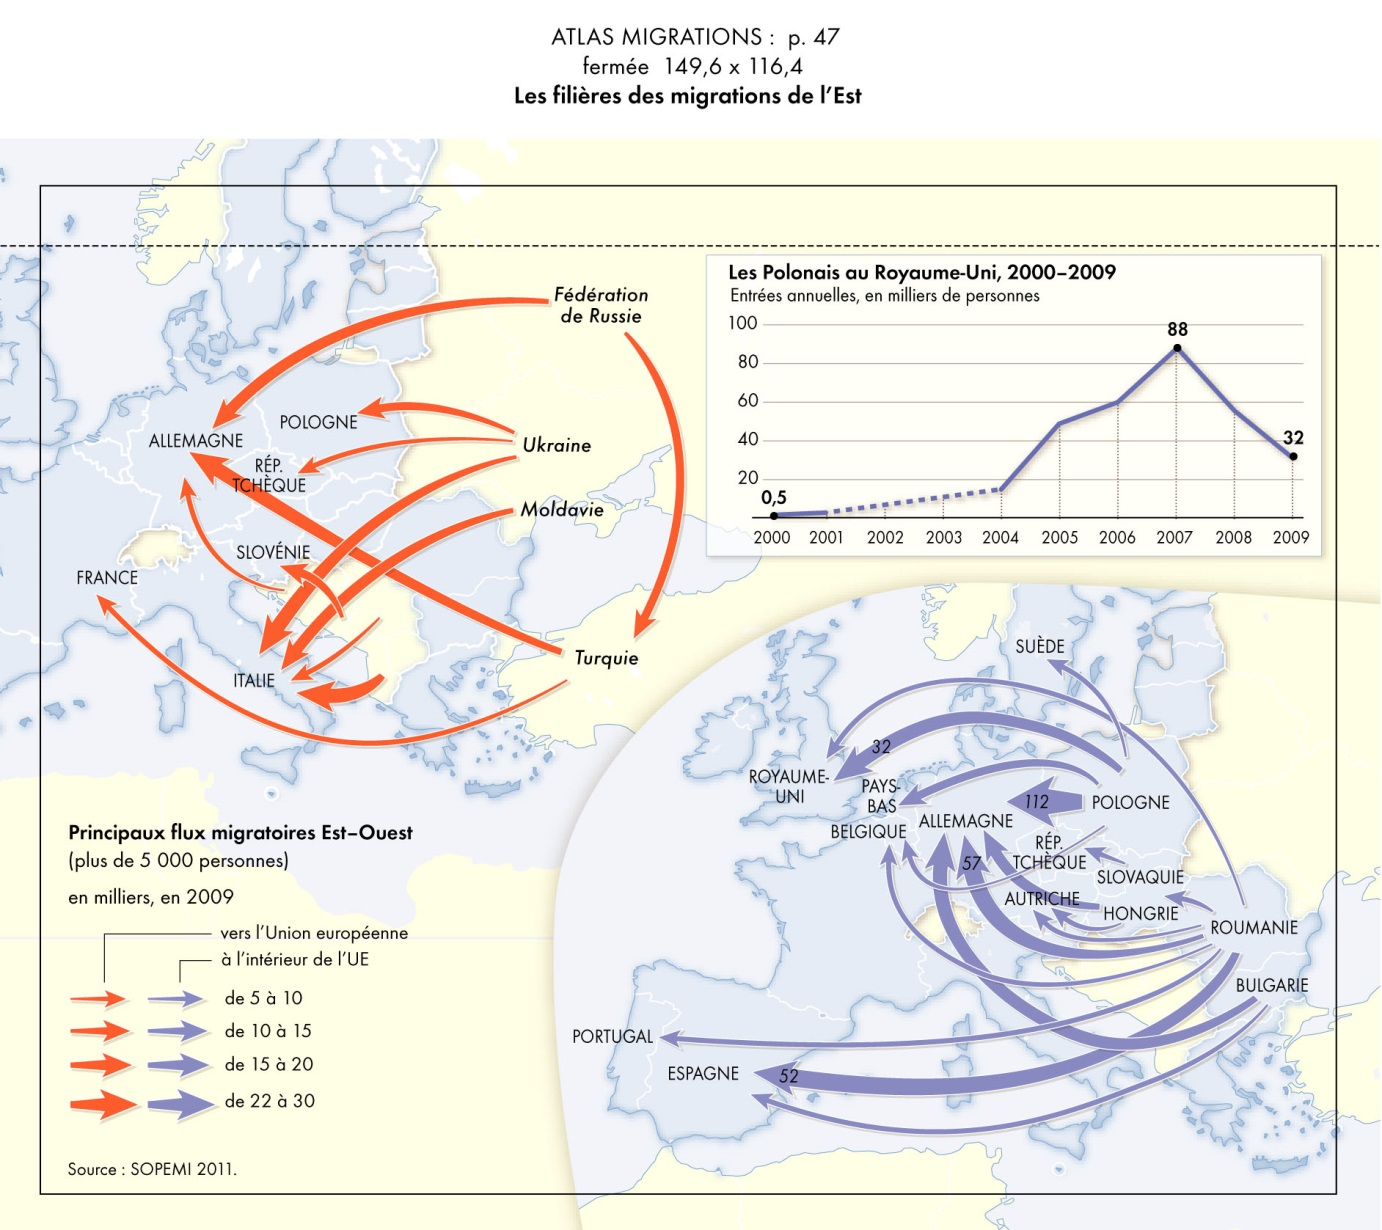 ATLAS MIGRATIONS : p. 47
fermée 149,6 x 116,4
Les filières des migrations de l’Est
Fédération
de Russie
POLOGNE
ALLEMAGNE
Ukraine
RÉP.
TCHÈQUE
Moldavie
SLOVÉNIE
FRANCE
Turquie
ITALIE
Les Polonais au Royaume-Uni, 2000–2009
Entrées annuelles, en milliers de personnes
100
80
60
40
20
0,5
88
32
2000 2001 2002 2003 2004 2005 2006 2007 2008 2009
SUÈDE
32
ROYAUME-
UNI
PAYS-
BAS
112
POLOGNE
BELGIQUE
ALLEMAGNE
57
RÉP.
TCHÈQUE
SLOVAQUIE
AUTRICHE
HONGRIE
ROUMANIE
BULGARIE
PORTUGAL
ESPAGNE
52
Principaux flux migratoires Est–Ouest
(plus de 5 000 personnes)
en milliers, en 2009
vers l’Union européenne
à l’intérieur de l’UE
de 5 à 10
de 10 à 15
de 15 à 20
de 22 à 30
Source : SOPEMI 2011.